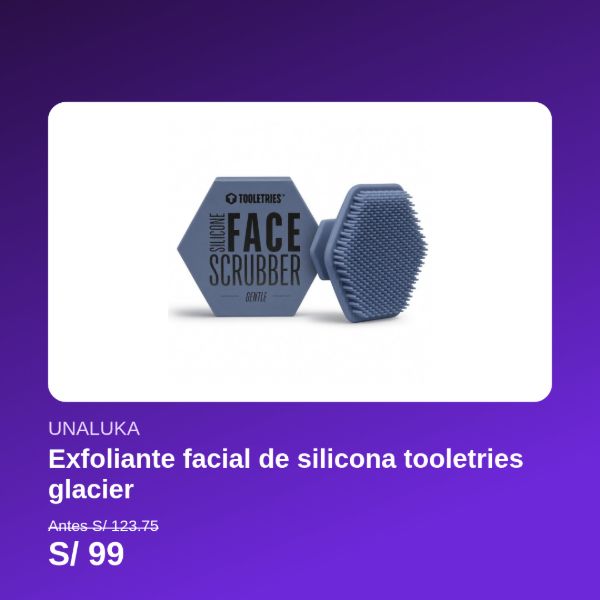 TOOLETRIES
SILICONE
FACE
SCRUBBER
GENTLE
UNALUKA
Exfoliante facial de silicona tooletries
glacier
Antes S/ 123.75
S/ 99